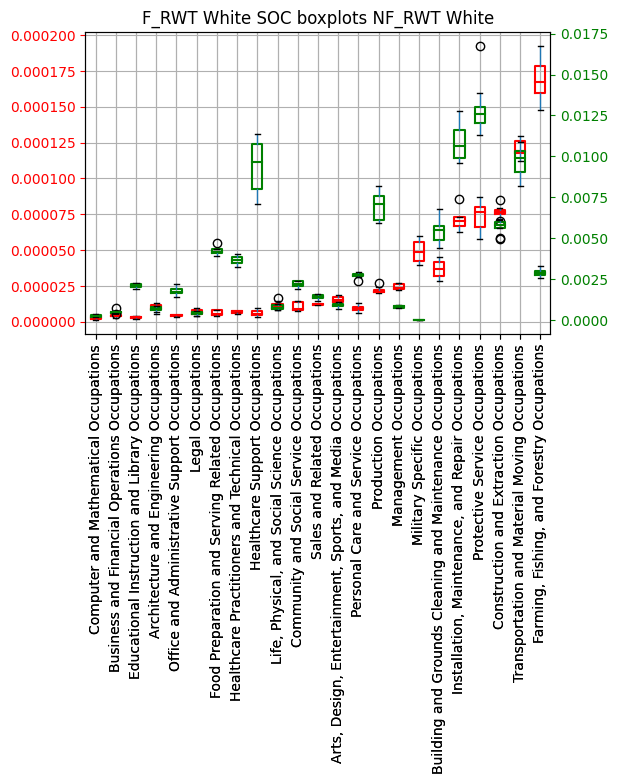 F_RWT White SOC boxplots NF_RWT White
0.000200
0.000175
0.000150
0.000125
0.000100
0.000075
0.000050
0.000025
0.000000
0.0175
0.0150
0.0125
0.0100
0.0075
0.0050
0.0025
0.0000
Computer and Mathematical Occupations
Business and Financial Operations Occupations
Educational Instruction and Library Occupations
Architecture and Engineering Occupations
Office and Administrative Support Occupations
Legal Occupations
Food Preparation and Serving Related Occupations
Healthcare Practitioners and Technical Occupations
Healthcare Support Occupations
Life, Physical, and Social Science Occupations
Community and Social Service Occupations
Sales and Related Occupations
Arts, Design, Entertainment, Sports, and Media Occupations
Personal Care and Service Occupations
Production Occupations
Management Occupations
Military Specific Occupations
Building and Grounds Cleaning and Maintenance Occupations
Installation, Maintenance, and Repair Occupations
Protective Service Occupations
Construction and Extraction Occupations
Transportation and Material Moving Occupations
Farming, Fishing, and Forestry Occupations